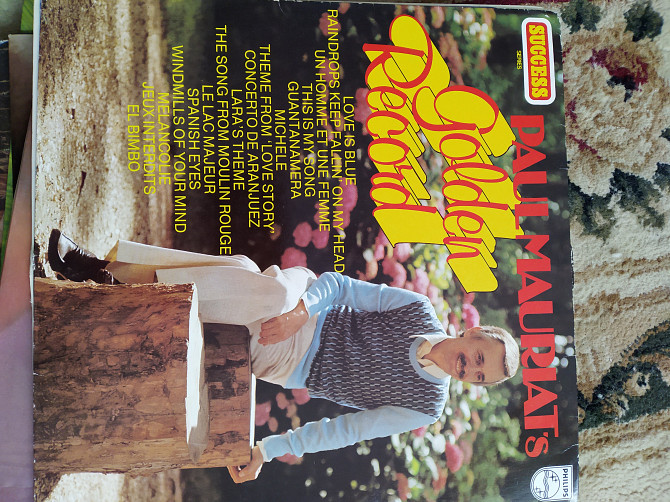 SUCCESS
SERIES
PAUL MAURIAT's
Golden
Record
LOVE IS BLUE
RAINDROPS KEEP FALLIN' ON MY HEAD
UN HOMME ET UNE FEMME
THIS IS MY SONG
GUANTANAMERA
MICHELE
THEME FROM 'LOVE STORY'
CONCERTO DE ARANJUEZ
LARA'S THEME
THE SONG FROM MOULIN ROUGE
LE LAC MAJEUR
SPANISH EYES
WINDMILLS OF YOUR MIND
MELANCOLIE
JEUX INTERDITS
EL BIMBO
PHILIPS